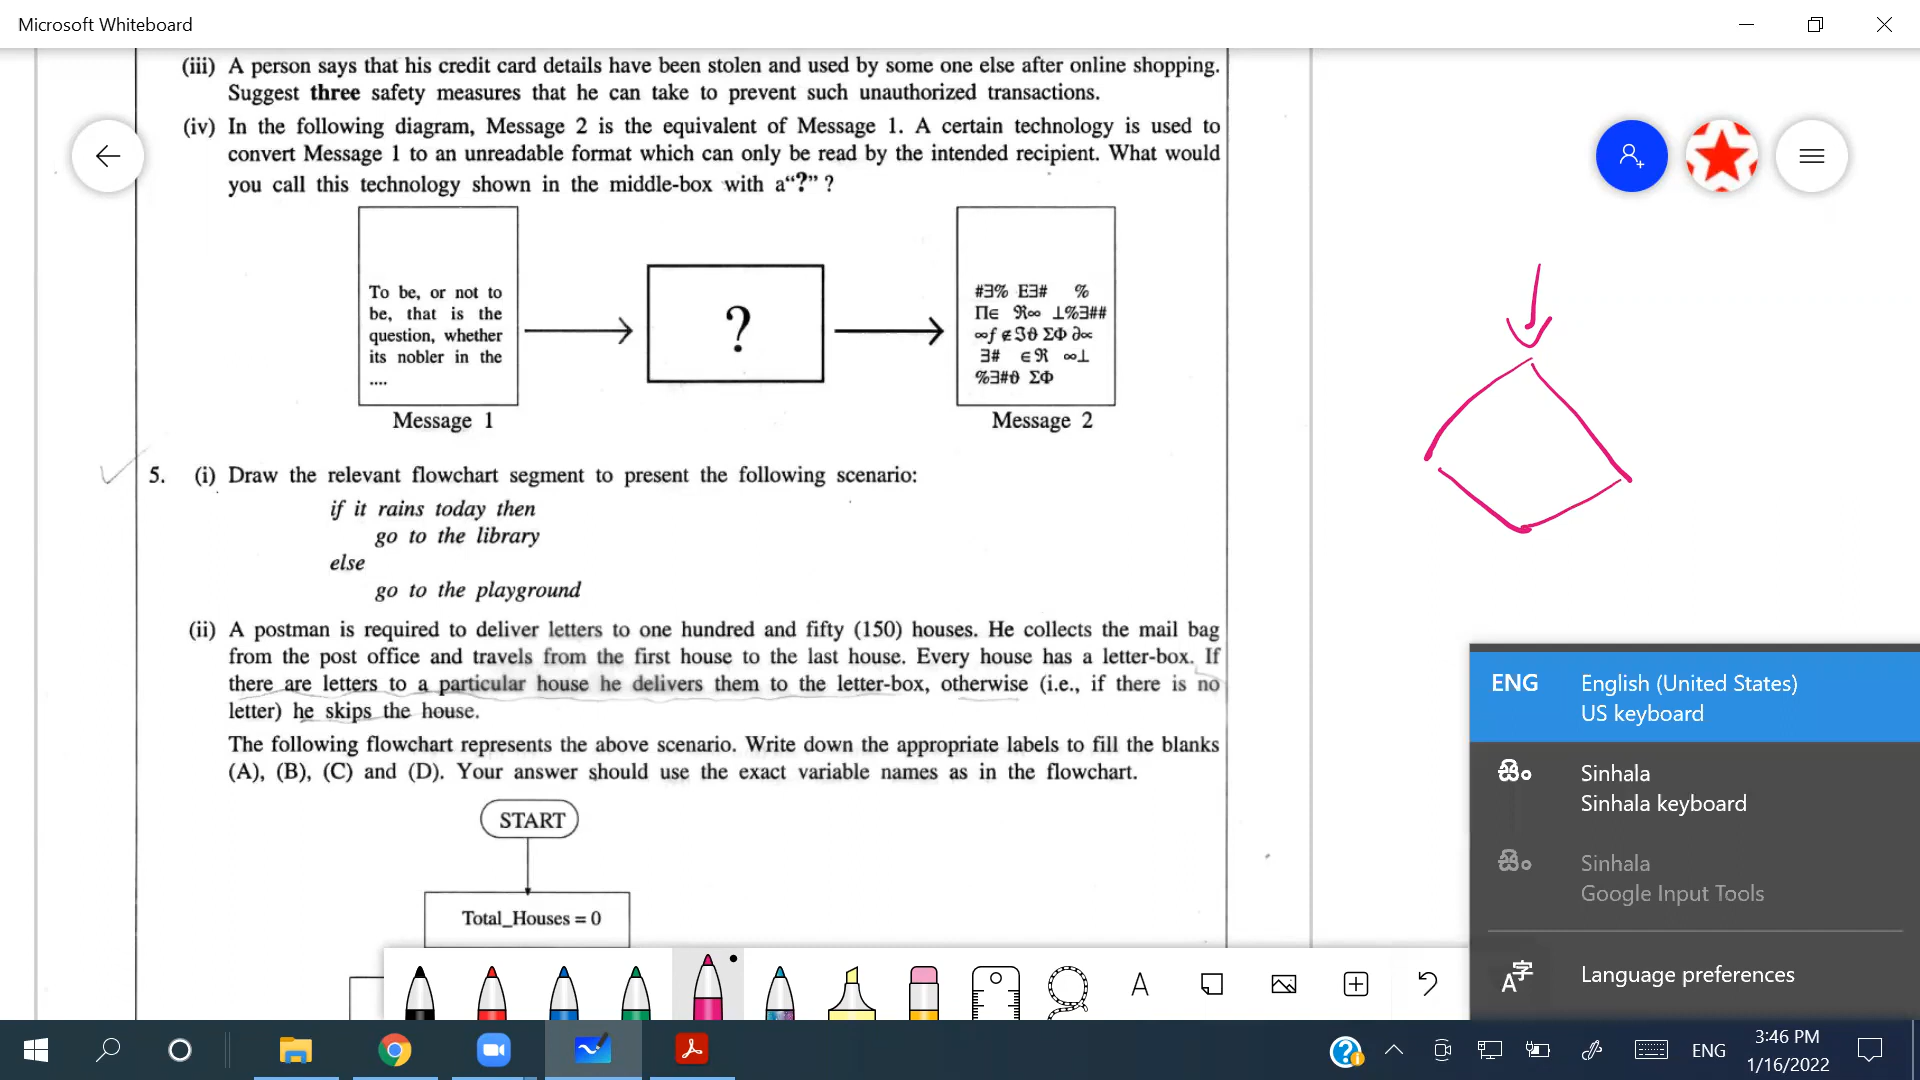 Microsoft Whiteboard
(iii) A person says that his credit card details have been stolen and used by some one else after online shopping.
Suggest three safety measures that he can take to prevent such unauthorized transactions.
(iv) In the following diagram, Message 2 is the equivalent of Message 1. A certain technology is used to
convert Message 1 to an unreadable format which can only be read by the intended recipient. What would
you call this technology shown in the middle-box with a“?” ?
To be, or not to
be, that is the
question, whether
its nobler in the
....
Message 1
?
#∃% E∃# %
Π∈ ℜ∞ ⊥%∃##
∞f ∉ℑϑ ΣΦ ∂∝
∃# ∈ℜ ∞⊥
%∃#ϑ ΣΦ
Message 2
5. (i) Draw the relevant flowchart segment to present the following scenario:
if it rains today then
go to the library
else
go to the playground
(ii) A postman is required to deliver letters to one hundred and fifty (150) houses. He collects the mail bag
from the post office and travels from the first house to the last house. Every house has a letter-box. If
there are letters to a particular house he delivers them to the letter-box, otherwise (i.e., if there is no
letter) he skips the house.
The following flowchart represents the above scenario. Write down the appropriate labels to fill the blanks
(A), (B), (C) and (D). Your answer should use the exact variable names as in the flowchart.
START
Total_Houses = 0
ENG English (United States)
US keyboard
සිං Sinhala
Sinhala keyboard
සිං Sinhala
Google Input Tools
Language preferences
ENG
3:46 PM
1/16/2022